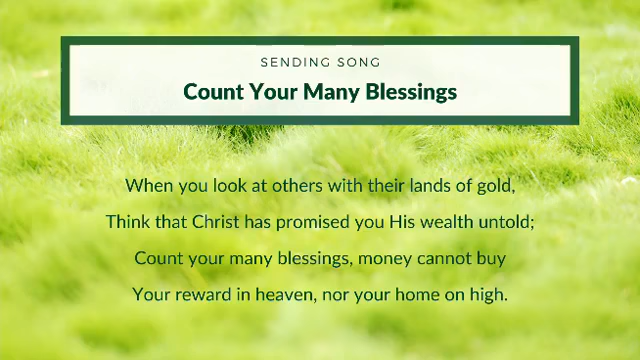 SENDING SONG
Count Your Many Blessings
When you look at others with their lands of gold,
Think that Christ has promised you His wealth untold;
Count your many blessings, money cannot buy
Your reward in heaven, nor your home on high.